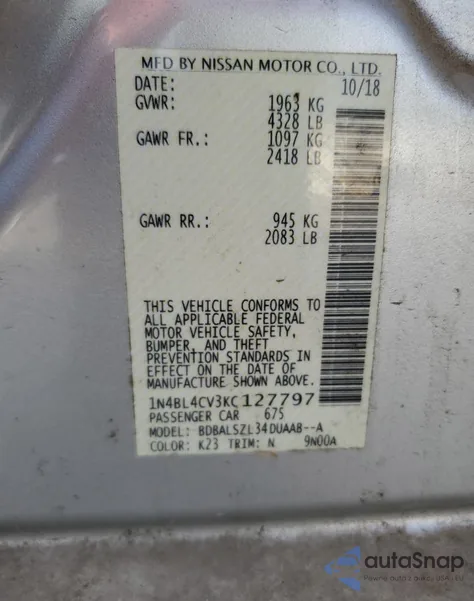 MFD BY NISSAN MOTOR CO., LTD.
DATE: 10/18
GVWR: 1963 KG
4328 LB
GAWR FR.: 1097 KG
2418 LB
GAWR RR.: 945 KG
2083 LB
THIS VEHICLE CONFORMS TO
ALL APPLICABLE FEDERAL
MOTOR VEHICLE SAFETY,
BUMPER, AND THEFT
PREVENTION STANDARDS IN
EFFECT ON THE DATE OF
MANUFACTURE SHOWN ABOVE.
1N4BL4CV3KC127797
PASSENGER CAR 675
MODEL: BDBALSZL34DUAAB--A
COLOR: K23 TRIM: N 9N00A
autoSnap